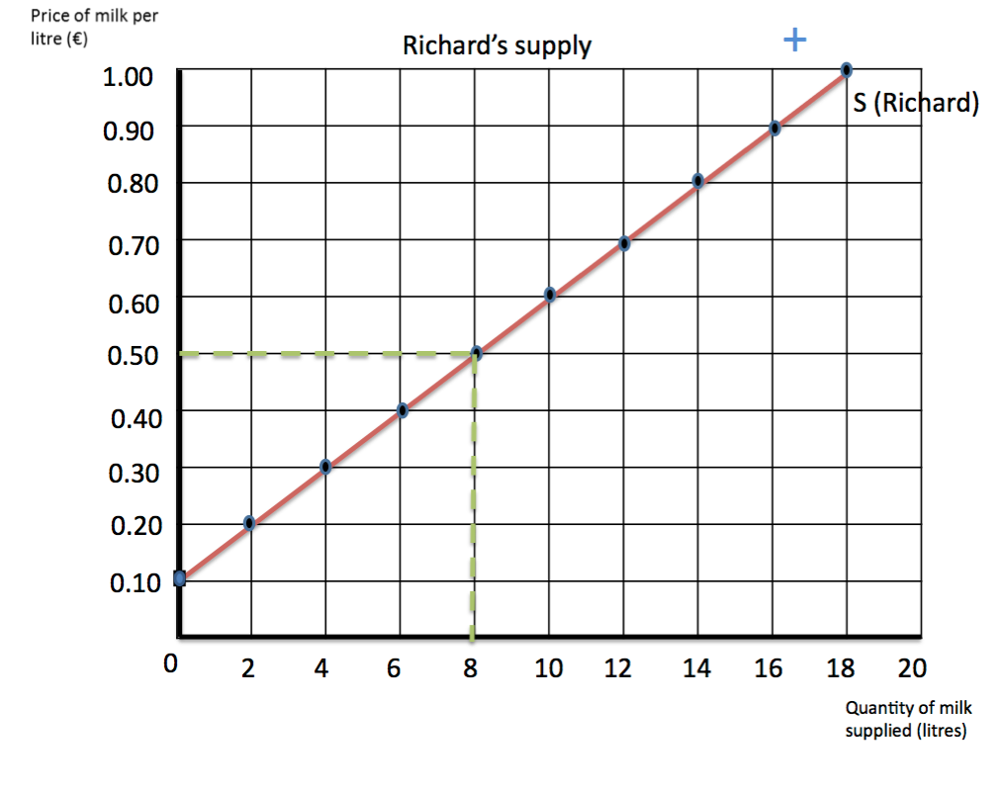 Price of milk per
litre (€)
Richard's supply
+
1.00
S (Richard)
0.90
0.80
0.70
0.60
0.50
0.40
0.30
0.20
0.10
0 2 4 6 8 10 12 14 16 18 20
Quantity of milk
supplied (litres)